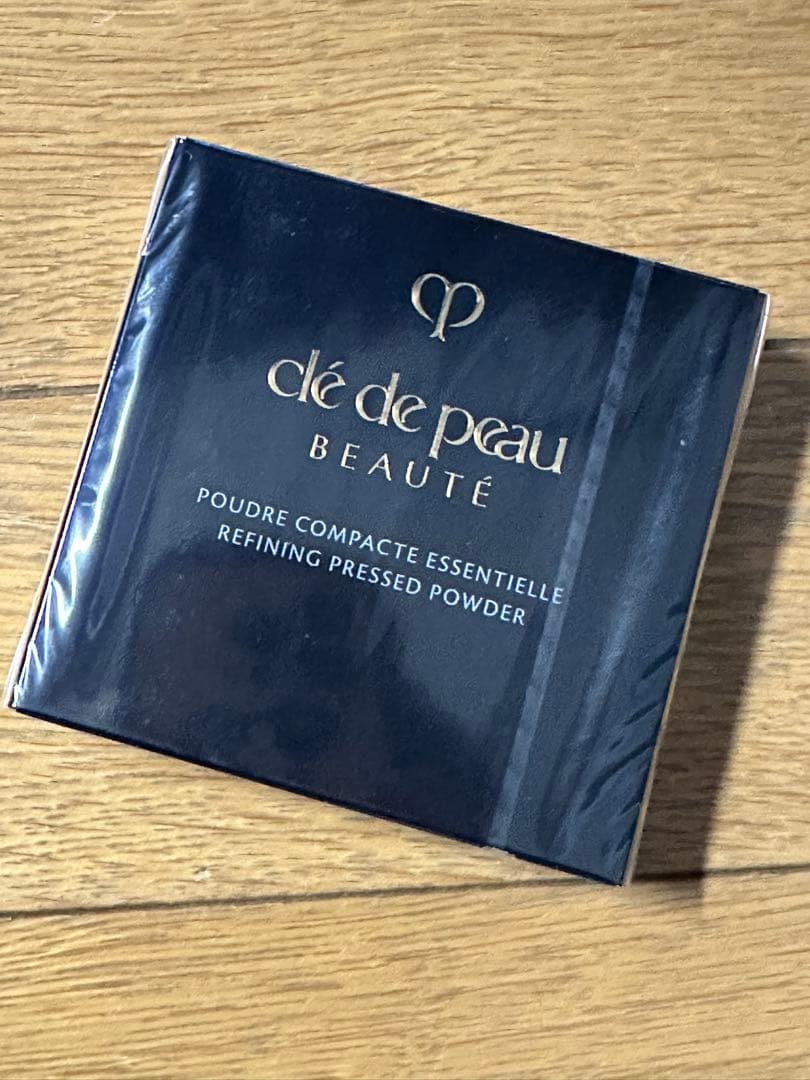 clé de peau
BEAUTÉ
POUDRE COMPACTE ESSENTIELLE
REFINING PRESSED POWDER